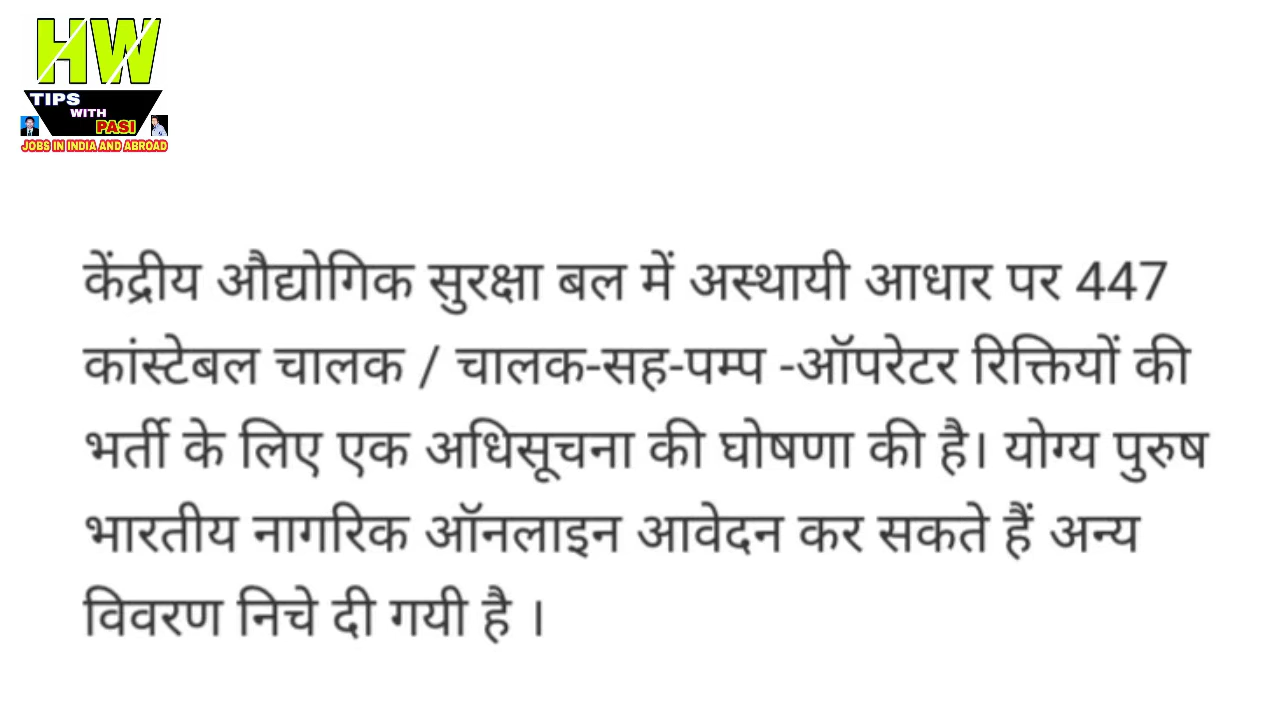 HW
TIPS
WITH
PASI
JOBS IN INDIA AND ABROAD
केंद्रीय औद्योगिक सुरक्षा बल में अस्थायी आधार पर 447
कांस्टेबल चालक / चालक-सह-पम्प -ऑपरेटर रिक्तियों की
भर्ती के लिए एक अधिसूचना की घोषणा की है। योग्य पुरुष
भारतीय नागरिक ऑनलाइन आवेदन कर सकते हैं अन्य
विवरण निचे दी गयी है ।